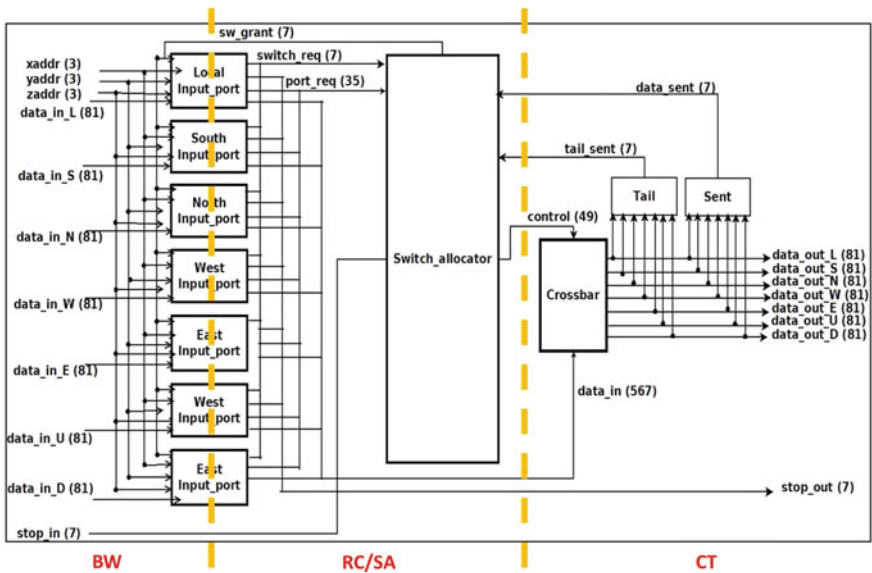 sw_grant (7)
xaddr (3)
yaddr (3)
zaddr (3)
data_in_L (81)
Local
Input_port
switch_req (7)
port_req (35)
data_sent (7)
South
Input_port
data_in_S (81)
tail_sent (7)
Tail
Sent
North
Input_port
data_in_N (81)
control (49)
Switch_allocator
West
Input_port
data_in_W (81)
Crossbar
data_out_L (81)
data_out_S (81)
data_out_N (81)
data_out_W (81)
data_out_E (81)
data_out_U (81)
data_out_D (81)
East
Input_port
data_in_E (81)
data_in (567)
West
Input_port
data_in_U (81)
East
Input_port
data_in_D (81)
stop_out (7)
stop_in (7)
BW
RC/SA
CT